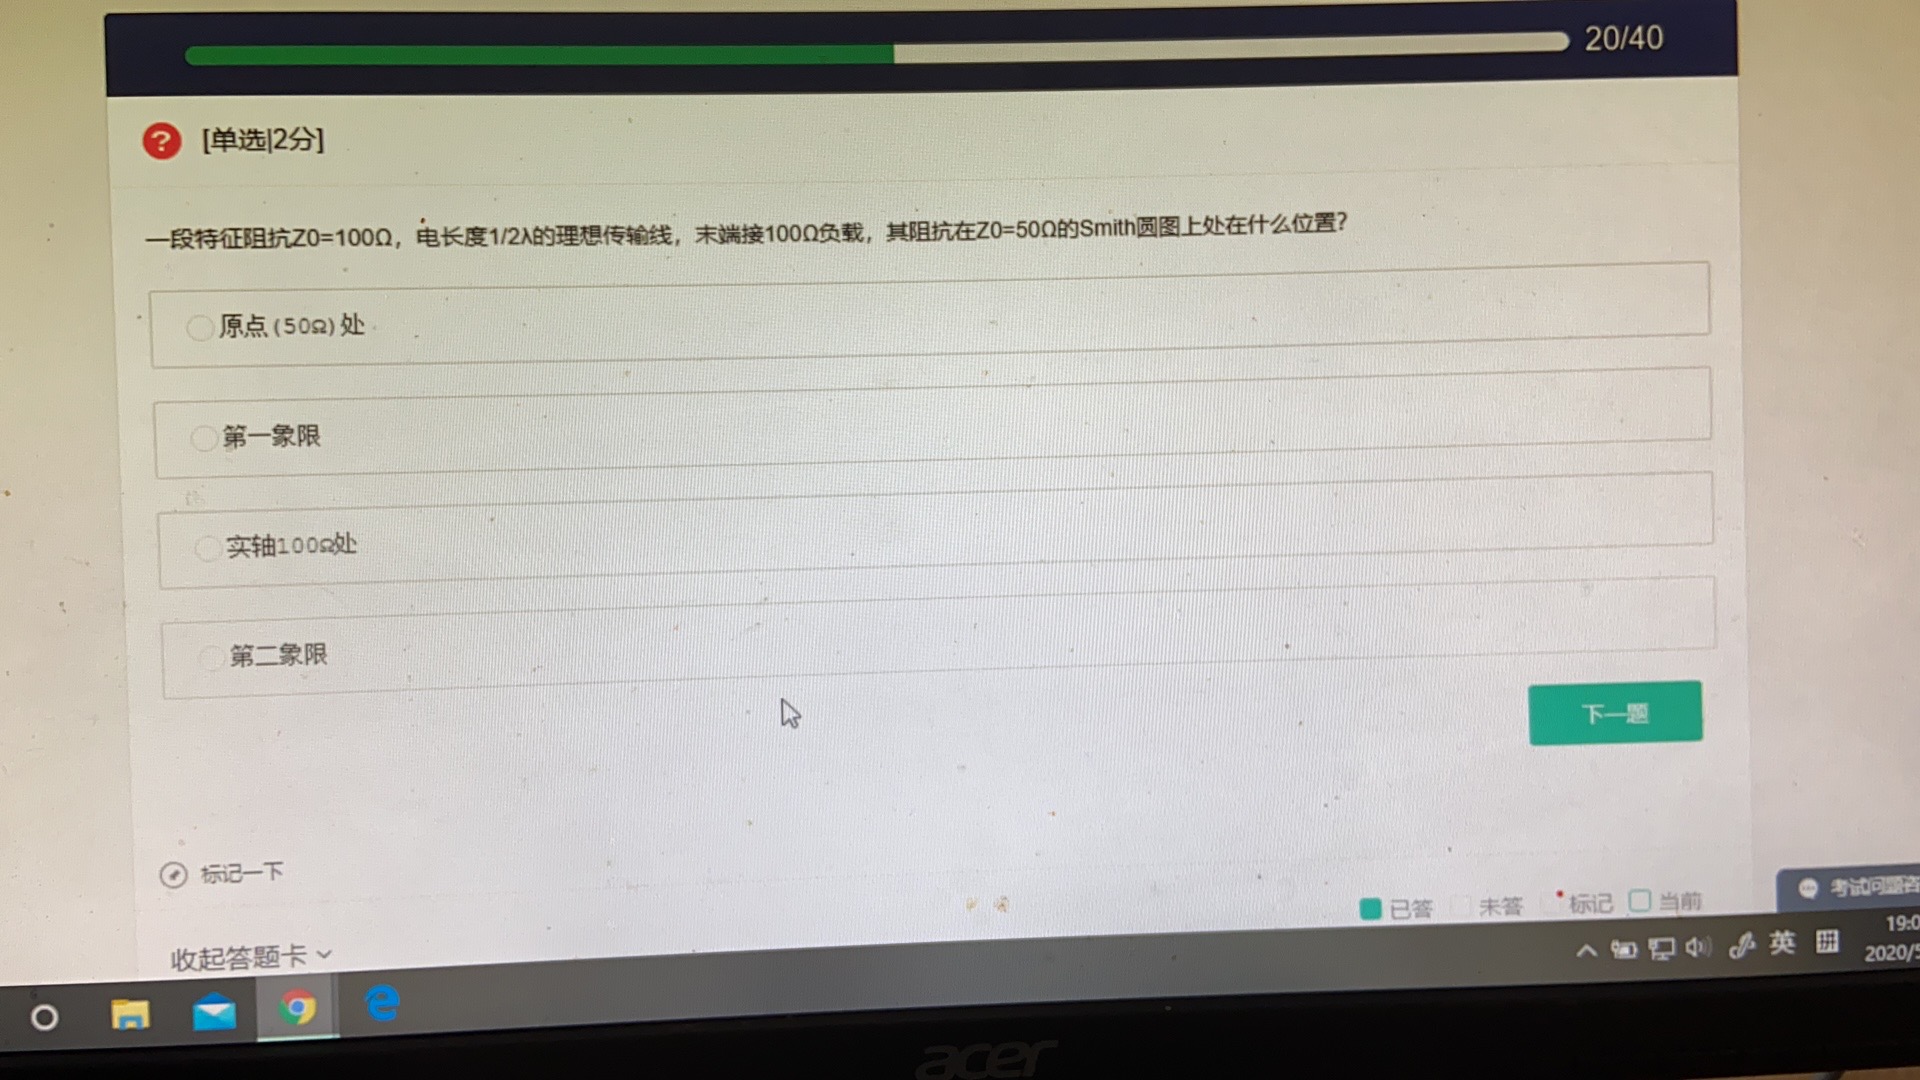 20/40
[单选|2分]
一段特征阻抗Z0=100Ω，电长度1/2λ的理想传输线，末端接100Ω负载，其阻抗在Z0=50Ω的Smith圆图上处在什么位置？
原点(50Ω)处
第一象限
实轴100Ω处
第二象限
下一题
标记一下
已答 未答 标记 当前
考试问题咨
收起答题卡
英 拼
19:0
2020/5
acer